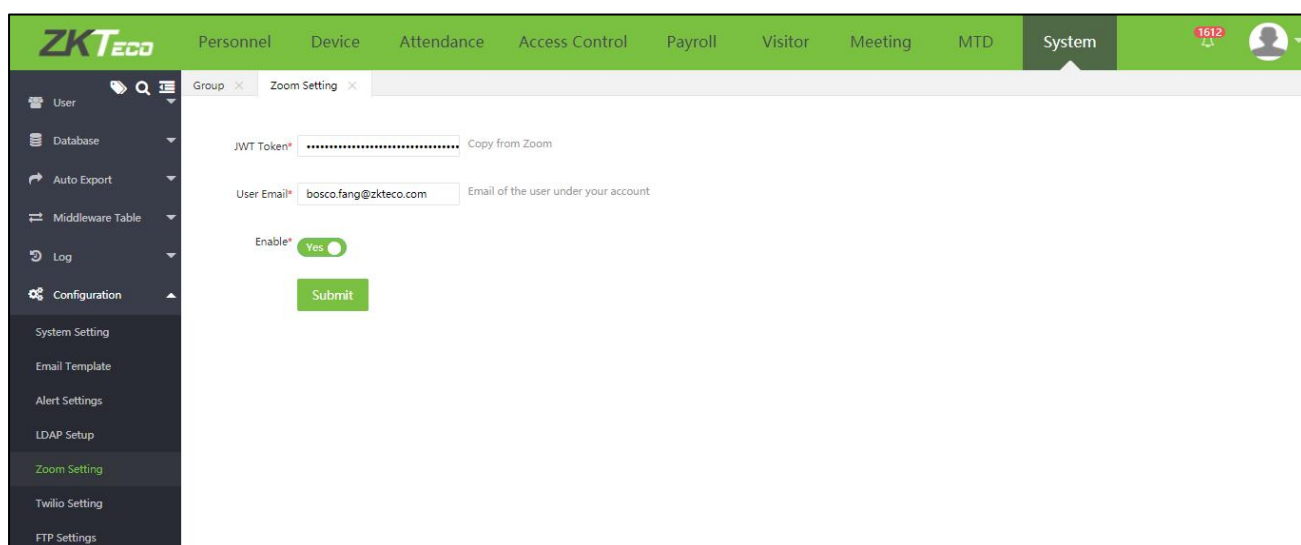 ZKTECO
Personnel Device Attendance Access Control Payroll Visitor Meeting MTD System 1612
Group Zoom Setting
User
Database
Auto Export
Middleware Table
Log
Configuration
System Setting
Email Template
Alert Settings
LDAP Setup
Zoom Setting
Twilio Setting
FTP Settings
JWT Token* •••••••••••••••••••••••••••••••••• Copy from Zoom
User Email* bosco.fang@zkteco.com Email of the user under your account
Enable* Yes
Submit